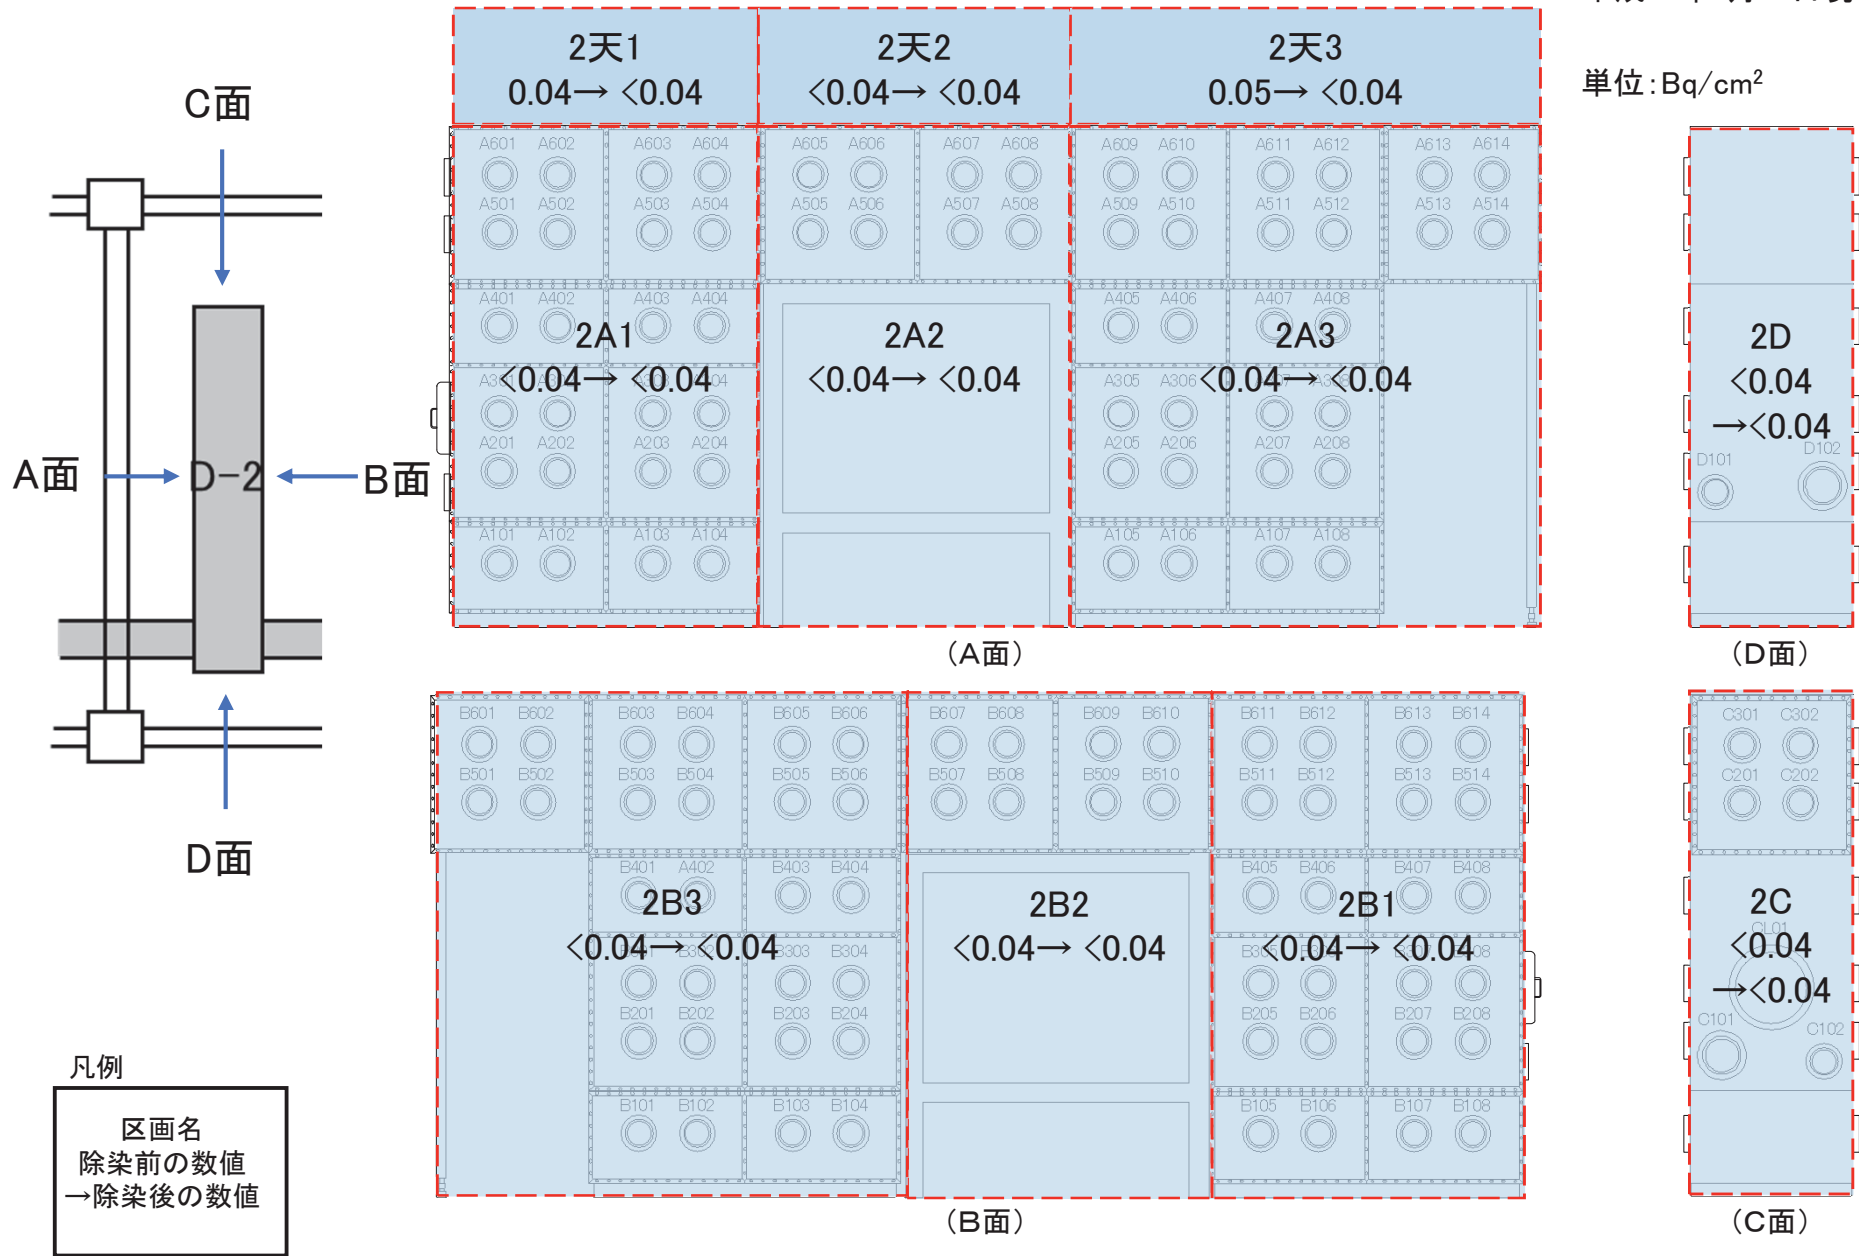 単位:Bq/cm²
C面
A面
D-2
B面
D面
凡例
区画名
除染前の数値
→除染後の数値
2天1
0.04→ <0.04
2天2
<0.04→ <0.04
2天3
0.05→ <0.04
A601 A602 A603 A604 A605 A606 A607 A608 A609 A610 A611 A612 A613 A614
A501 A502 A503 A504 A505 A506 A507 A508 A509 A510 A511 A512 A513 A514
A401 A402 A403 A404 A405 A406 A407 A408
2A1
<0.04→ <0.04
2A2
<0.04→ <0.04
2A3
<0.04→ <0.04
A305 A306
A201 A202 A203 A204 A205 A206 A207 A208
A101 A102 A103 A104 A105 A106 A107 A108
(A面)
2D
<0.04
→<0.04
D101 D102
(D面)
B601 B602 B603 B604 B605 B606 B607 B608 B609 B610 B611 B612 B613 B614
B501 B502 B503 B504 B505 B506 B507 B508 B509 B510 B511 B512 B513 B514
B401 A402 B403 B404 B405 B406 B407 B408
2B3
<0.04→ <0.04
2B2
<0.04→ <0.04
2B1
<0.04→ <0.04
B303 B304
B201 B202 B203 B204 B205 B206 B207 B208
B101 B102 B103 B104 B105 B106 B107 B108
(B面)
C301 C302
C201 C202
2C
CL01
<0.04
→<0.04
C101 C102
(C面)